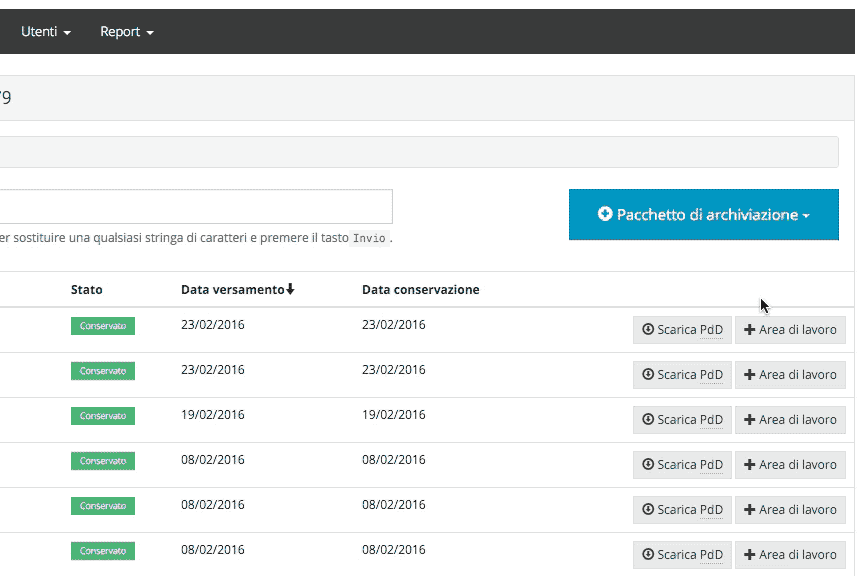 Utenti Report
79
Pacchetto di archiviazione
er sostituire una qualsiasi stringa di caratteri e premere il tasto Invio .
Stato Data versamento Data conservazione
Conservato 23/02/2016 23/02/2016 Scarica PdD Area di lavoro
Conservato 23/02/2016 23/02/2016 Scarica PdD Area di lavoro
Conservato 19/02/2016 19/02/2016 Scarica PdD Area di lavoro
Conservato 08/02/2016 08/02/2016 Scarica PdD Area di lavoro
Conservato 08/02/2016 08/02/2016 Scarica PdD Area di lavoro
Conservato 08/02/2016 08/02/2016 Scarica PdD Area di lavoro